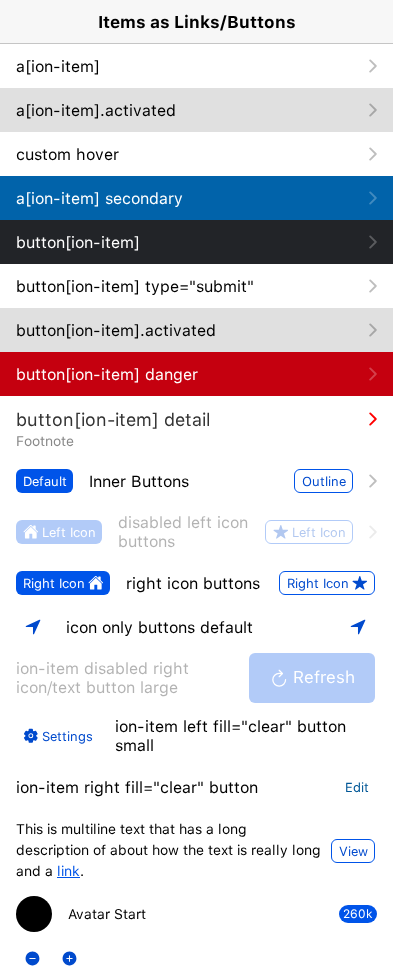 Items as Links/Buttons
a[ion-item]
a[ion-item].activated
custom hover
a[ion-item] secondary
button[ion-item]
button[ion-item] type="submit"
button[ion-item].activated
button[ion-item] danger
button[ion-item] detail
Footnote
Default Inner Buttons Outline
Left Icon disabled left icon buttons Left Icon
Right Icon right icon buttons Right Icon
icon only buttons default
ion-item disabled right
icon/text button large
Refresh
Settings
ion-item left fill="clear" button
small
ion-item right fill="clear" button Edit
This is multiline text that has a long
description of about how the text is really long
and a link.
View
Avatar Start 260k